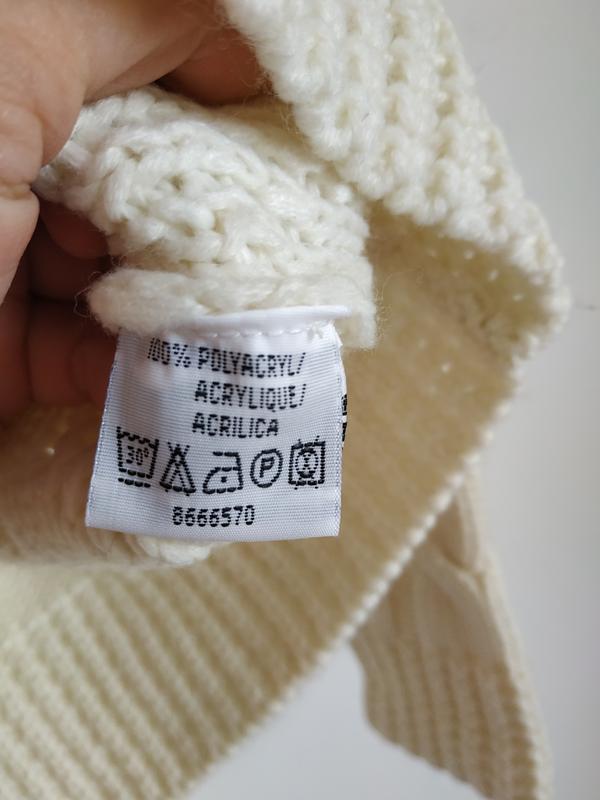 100% POLYACRYL/
ACRYLIQUE/
ACRILICA
30° P
8666570